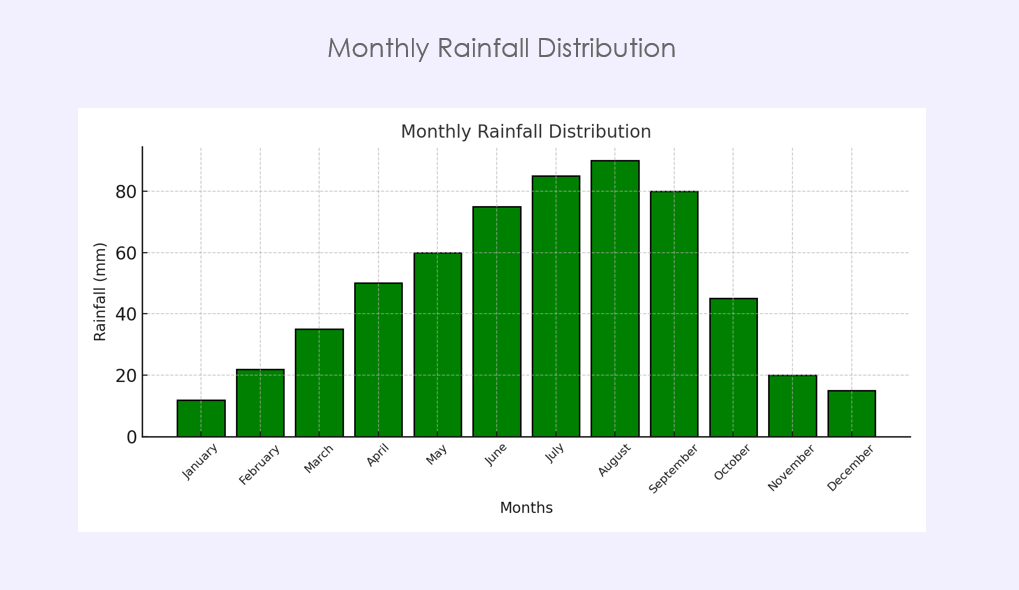 Monthly Rainfall Distribution
Monthly Rainfall Distribution
Rainfall (mm)
80
60
40
20
0
January February March April May June July August September October November December
Months